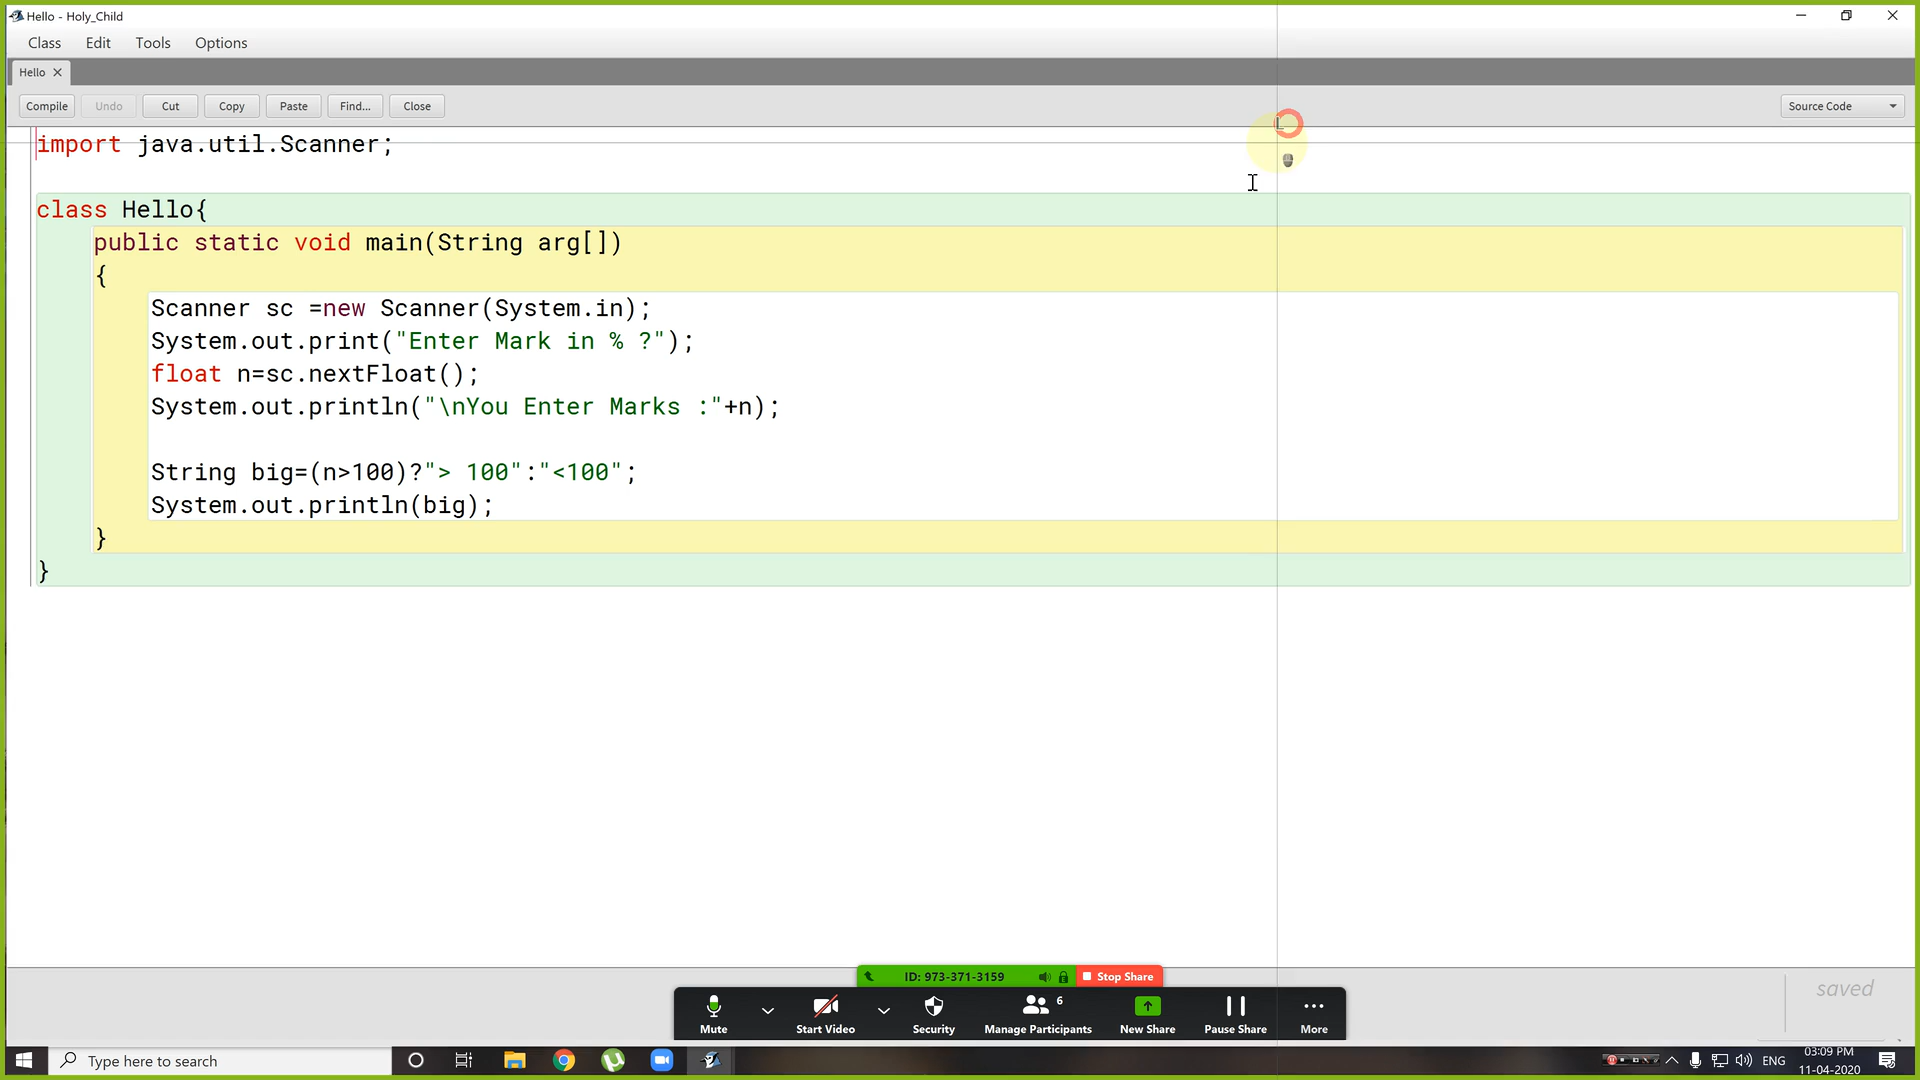 Hello - Holy_Child
Class Edit Tools Options
Hello
Compile Undo Cut Copy Paste Find... Close Source Code
import java.util.Scanner;
class Hello{
public static void main(String arg[])
{
Scanner sc =new Scanner(System.in);
System.out.print("Enter Mark in % ?");
float n=sc.nextFloat();
System.out.println("\nYou Enter Marks :"+n);
String big=(n>100)?"> 100":"<100";
System.out.println(big);
}
}
ID: 973-371-3159 Stop Share
saved
6
Mute Start Video Security Manage Participants New Share Pause Share More
Type here to search
ENG
03:09 PM
11-04-2020